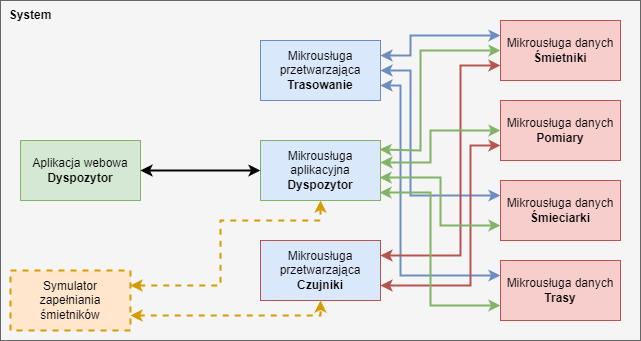 System
Mikrousługa
przetwarzająca
Trasowanie
Mikrousługa danych
Śmietniki
Mikrousługa danych
Pomiary
Aplikacja webowa
Dyspozytor
Mikrousługa
aplikacyjna
Dyspozytor
Mikrousługa danych
Śmieciarki
Mikrousługa
przetwarzająca
Czujniki
Mikrousługa danych
Trasy
Symulator
zapełniania
śmietników